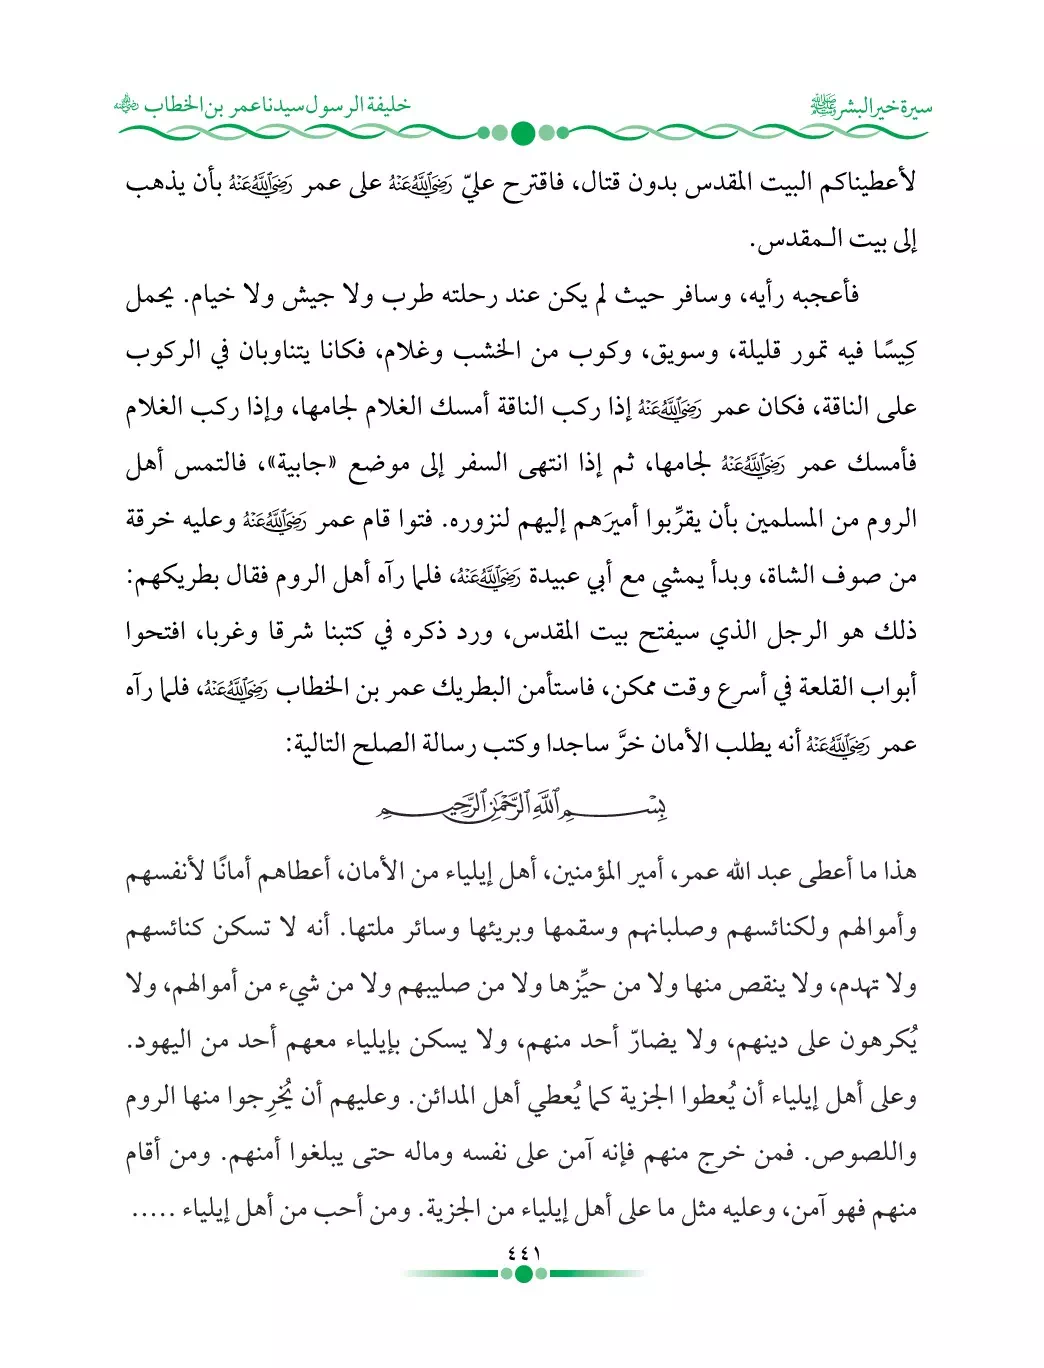 سيرة خير البشر ﷺ
خليفة الرسول سيدنا عمر بن الخطاب رضي الله عنه
لأعطيناكم البيت المقدس بدون قتال، فاقترح عليّ رَضِيَ اللَّهُ عَنْهُ على عمر رَضِيَ اللَّهُ عَنْهُ بأن يذهب
إلى بيت الـمقدس.
فأعجبه رأيه، وسافر حيث لم يكن عند رحلته طرب ولا جيش ولا خيام. يحمل
كِيسًا فيه تمور قليلة، وسويق، وكوب من الخشب وغلام، فكانا يتناوبان في الركوب
على الناقة، فكان عمر رَضِيَ اللَّهُ عَنْهُ إذا ركب الناقة أمسك الغلام لجامها، وإذا ركب الغلام
فأمسك عمر رَضِيَ اللَّهُ عَنْهُ لجامها، ثم إذا انتهى السفر إلى موضع «جابية»، فالتمس أهل
الروم من المسلمين بأن يقرِّبوا أميرَهم إليهم لنزوره. فتوا قام عمر رَضِيَ اللَّهُ عَنْهُ وعليه خرقة
من صوف الشاة، وبدأ يمشي مع أبي عبيدة رَضِيَ اللَّهُ عَنْهُ، فلما رآه أهل الروم فقال بطريكهم:
ذلك هو الرجل الذي سيفتح بيت المقدس، ورد ذكره في كتبنا شرقا وغربا، افتحوا
أبواب القلعة في أسرع وقت ممكن، فاستأمن البطريك عمر بن الخطاب رَضِيَ اللَّهُ عَنْهُ، فلما رآه
عمر رَضِيَ اللَّهُ عَنْهُ أنه يطلب الأمان خرَّ ساجدا وكتب رسالة الصلح التالية:
بِسْمِ اللَّهِ الرَّحْمَٰنِ الرَّحِيمِ
هذا ما أعطى عبد الله عمر، أمير المؤمنين، أهل إيلياء من الأمان، أعطاهم أمانًا لأنفسهم
وأموالهم ولكنائسهم وصلبانهم وسقمها وبريئها وسائر ملتها. أنه لا تسكن كنائسهم
ولا تهدم، ولا ينقص منها ولا من حيِّزها ولا من صليبهم ولا من شيء من أموالهم، ولا
يُكرهون على دينهم، ولا يضارّ أحد منهم، ولا يسكن بإيلياء معهم أحد من اليهود.
وعلى أهل إيلياء أن يُعطوا الجزية كما يُعطي أهل المدائن. وعليهم أن يُخرِجوا منها الروم
واللصوص. فمن خرج منهم فإنه آمن على نفسه وماله حتى يبلغوا أمنهم. ومن أقام
منهم فهو آمن، وعليه مثل ما على أهل إيلياء من الجزية. ومن أحب من أهل إيلياء .....
٤٤١